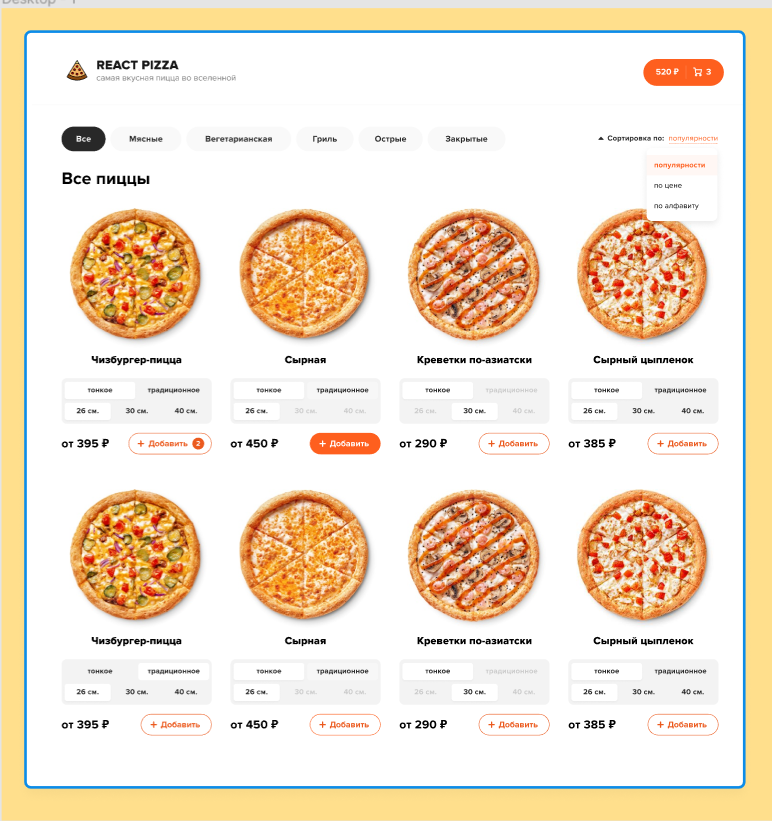 Desktop - 1
REACT PIZZA
самая вкусная пицца во вселенной
520 ₽ 3
Все Мясные Вегетарианская Гриль Острые Закрытые Сортировка по: популярности
популярности
по цене
по алфавиту
Все пиццы
Чизбургер-пицца Сырная Креветки по-азиатски Сырный цыпленок
тонкое традиционное тонкое традиционное тонкое традиционное тонкое традиционное
26 см. 30 см. 40 см. 26 см. 30 см. 40 см. 26 см. 30 см. 40 см. 26 см. 30 см. 40 см.
от 395 ₽ + Добавить 2 от 450 ₽ + Добавить от 290 ₽ + Добавить от 385 ₽ + Добавить
Чизбургер-пицца Сырная Креветки по-азиатски Сырный цыпленок
тонкое традиционное тонкое традиционное тонкое традиционное тонкое традиционное
26 см. 30 см. 40 см. 26 см. 30 см. 40 см. 26 см. 30 см. 40 см. 26 см. 30 см. 40 см.
от 395 ₽ + Добавить от 450 ₽ + Добавить от 290 ₽ + Добавить от 385 ₽ + Добавить